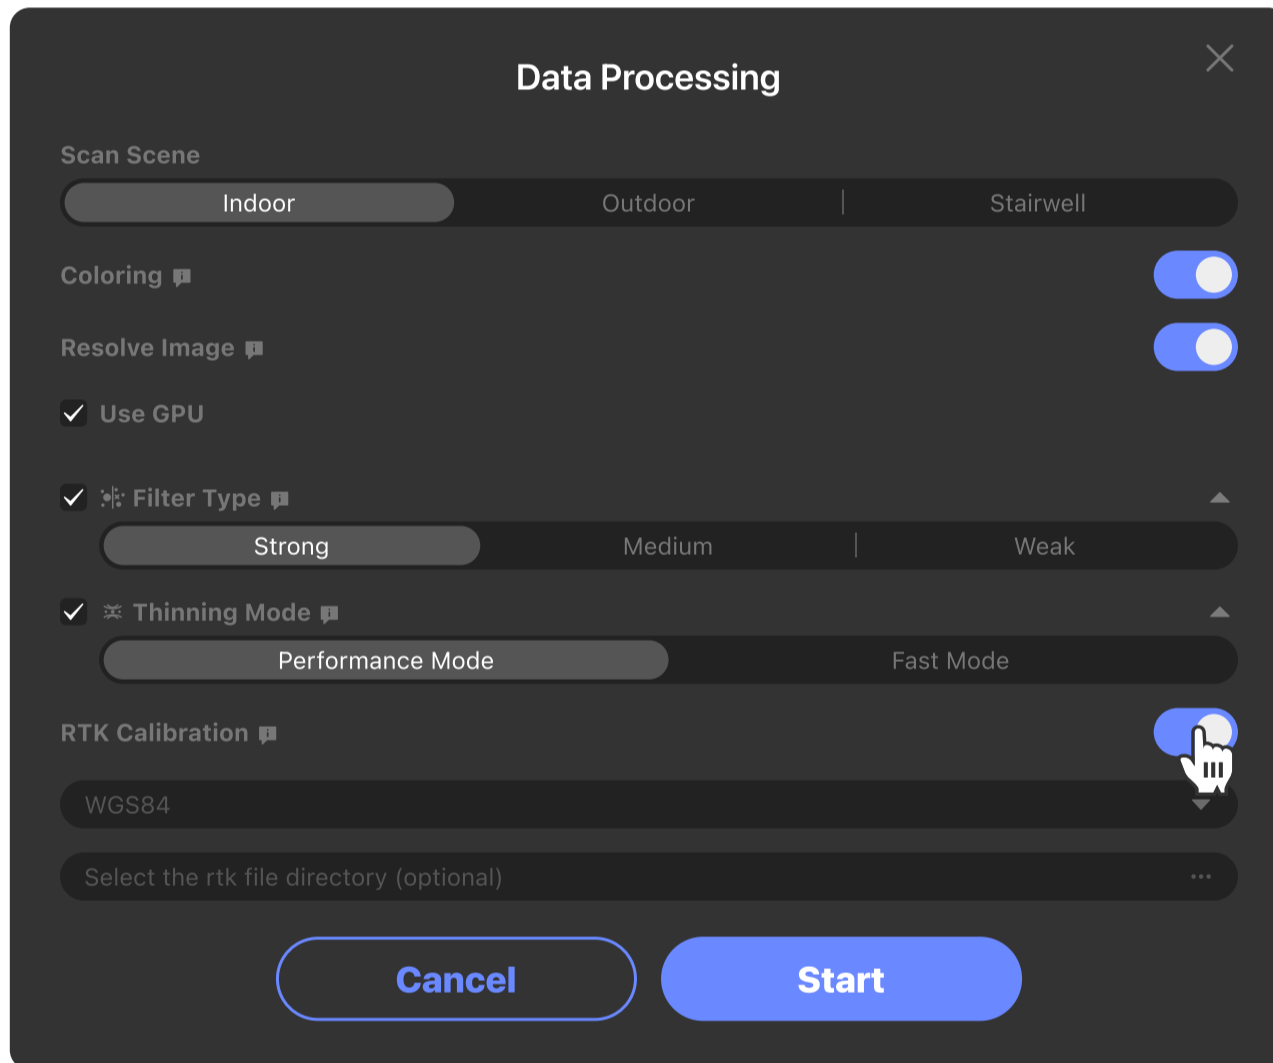 Data Processing
Scan Scene
Indoor Outdoor Stairwell
Coloring
Resolve Image
Use GPU
Filter Type
Strong Medium Weak
Thinning Mode
Performance Mode Fast Mode
RTK Calibration
WGS84
Select the rtk file directory (optional) ...
Cancel Start